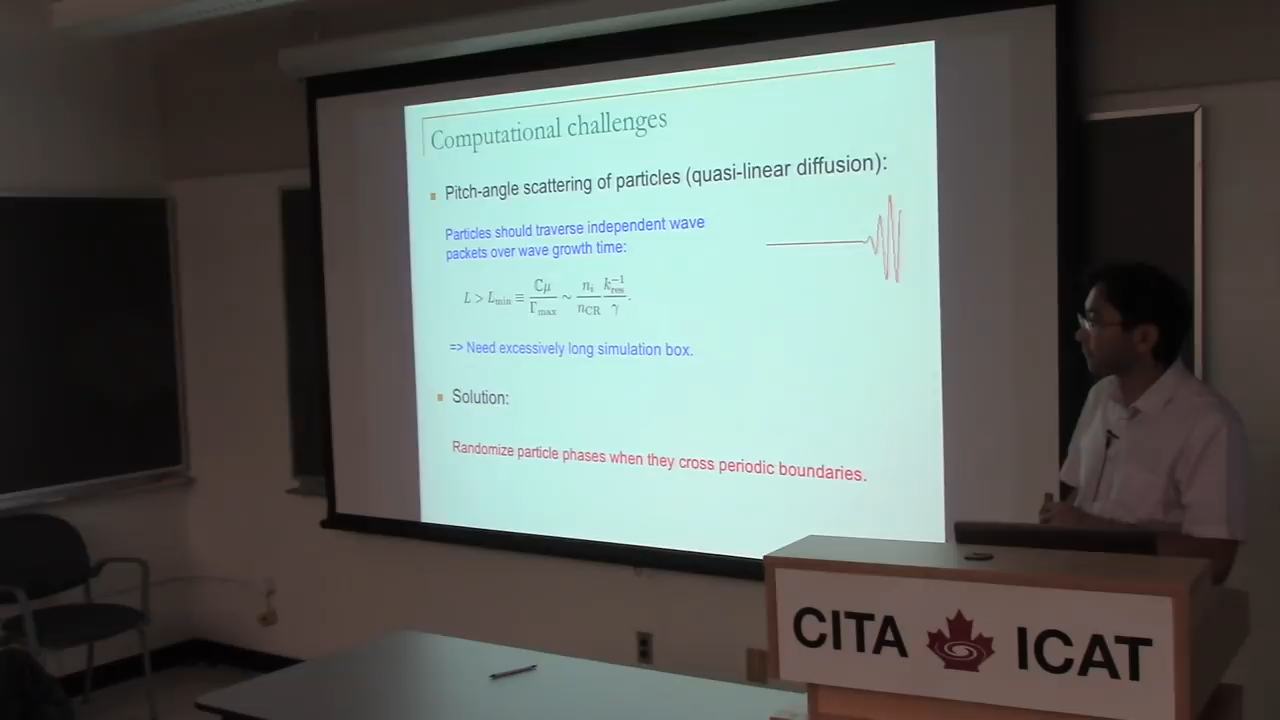 Computational challenges
Pitch-angle scattering of particles (quasi-linear diffusion):
Particles should traverse independent wave
packets over wave growth time:
L > L_min ≡ ℂμ/Γ_max ~ n_i/n_CR k_res^-1/γ.
=> Need excessively long simulation box.
Solution:
Randomize particle phases when they cross periodic boundaries.
CITA ICAT